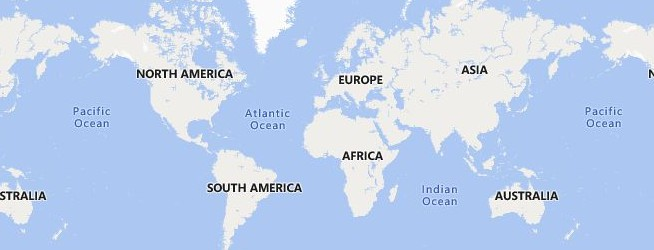 NORTH AMERICA
EUROPE
ASIA
N
Pacific
Ocean
Atlantic
Ocean
Pacific
Ocean
AFRICA
SOUTH AMERICA
Indian
Ocean
STRALIA
AUSTRALIA